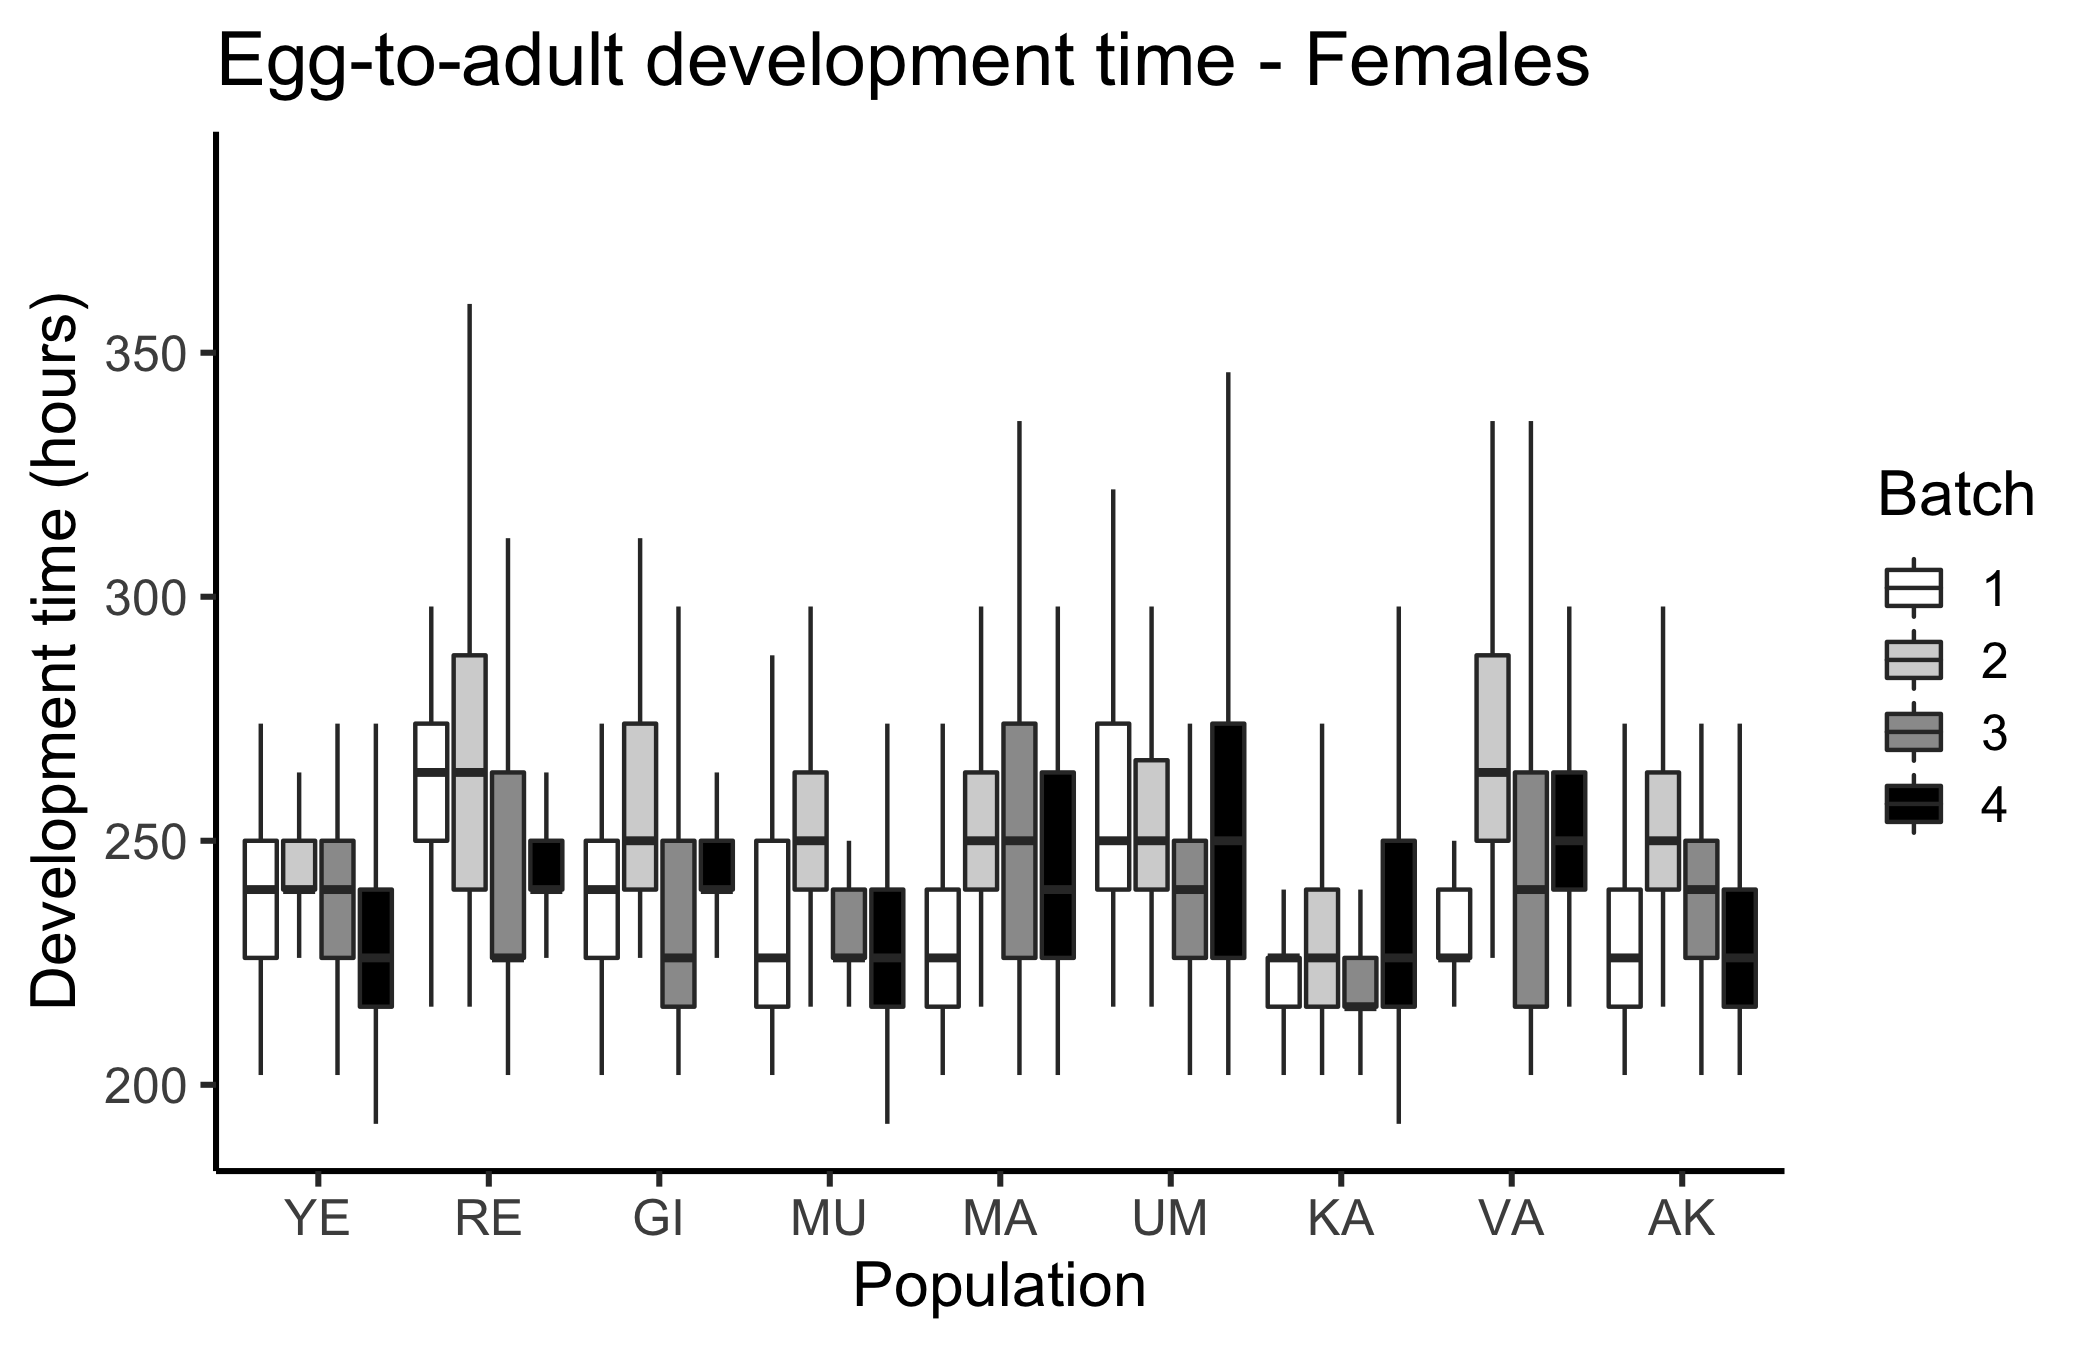 Egg-to-adult development time - Females
Development time (hours)
350
300
250
200
YE RE GI MU MA UM KA VA AK
Population
Batch
1
2
3
4